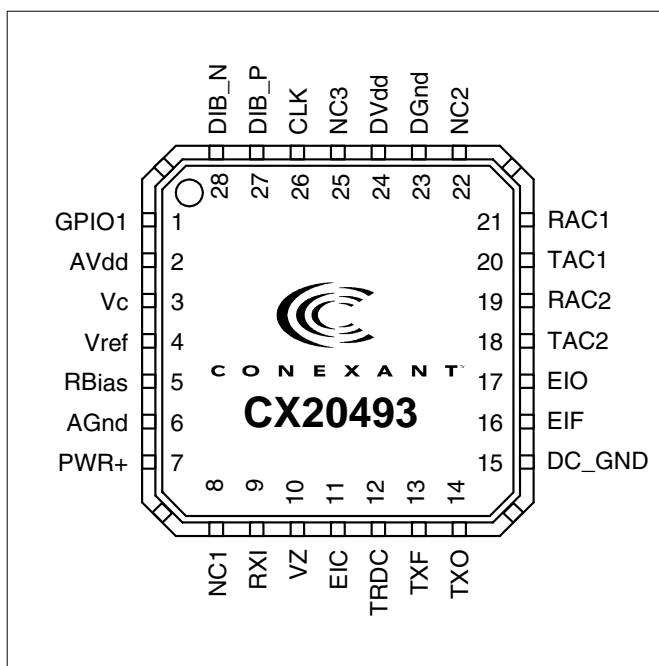 DIB_N
DIB_P
CLK
NC3
DVdd
DGnd
NC2
28
27
26
25
24
23
22
GPIO1 1
AVdd 2
Vc 3
Vref 4
RBias 5
AGnd 6
PWR+ 7
21 RAC1
20 TAC1
19 RAC2
18 TAC2
17 EIO
16 EIF
15 DC_GND
CONEXANT
CX20493
8
9
10
11
12
13
14
NC1
RXI
VZ
EIC
TRDC
TXF
TXO